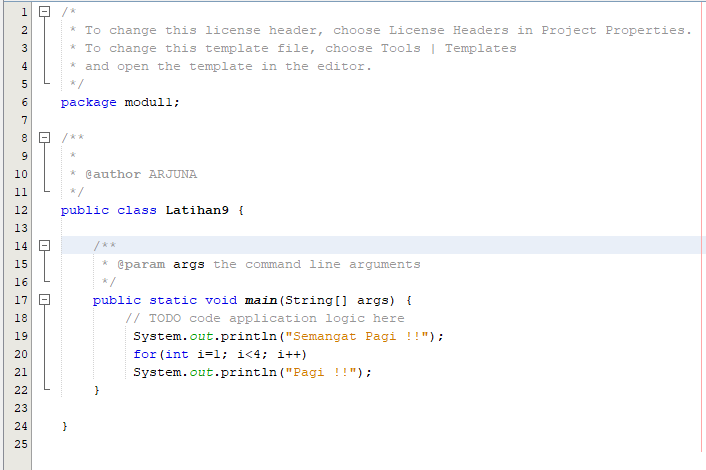 1 /*
2 * To change this license header, choose License Headers in Project Properties.
3 * To change this template file, choose Tools | Templates
4 * and open the template in the editor.
5 */
6 package modul1;
7
8 /**
9 *
10 * @author ARJUNA
11 */
12 public class Latihan9 {
13
14 /**
15 * @param args the command line arguments
16 */
17 public static void main(String[] args) {
18 // TODO code application logic here
19 System.out.println("Semangat Pagi !!");
20 for(int i=1; i<4; i++)
21 System.out.println("Pagi !!");
22 }
23
24 }
25